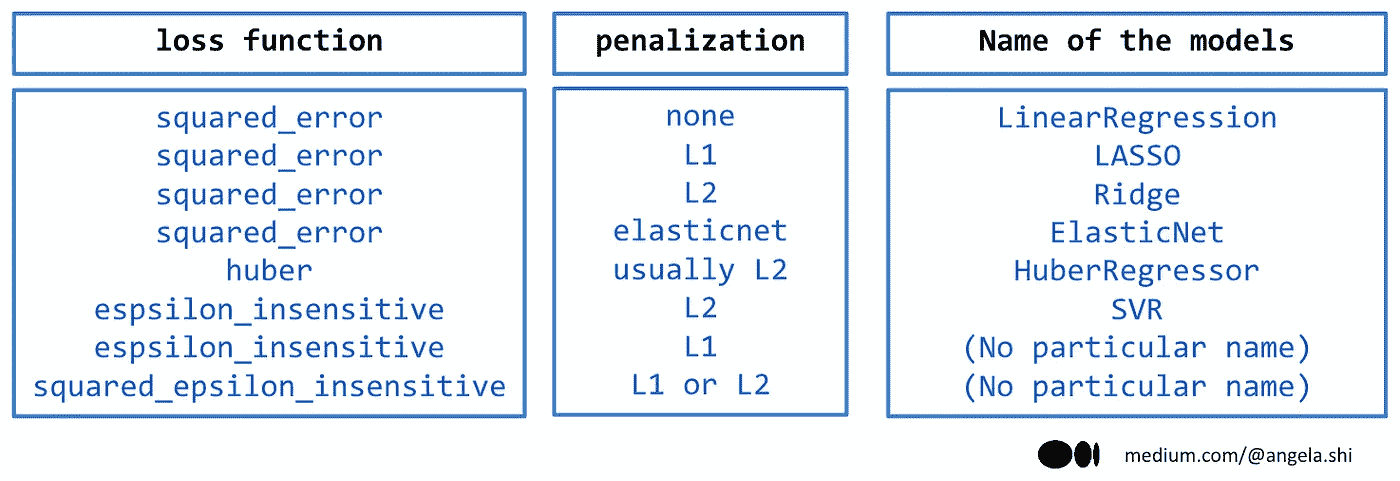 loss function penalization Name of the models
squared_error none LinearRegression
squared_error L1 LASSO
squared_error L2 Ridge
squared_error elasticnet ElasticNet
huber usually L2 HuberRegressor
espsilon_insensitive L2 SVR
espsilon_insensitive L1 (No particular name)
squared_epsilon_insensitive L1 or L2 (No particular name)
medium.com/@angela.shi